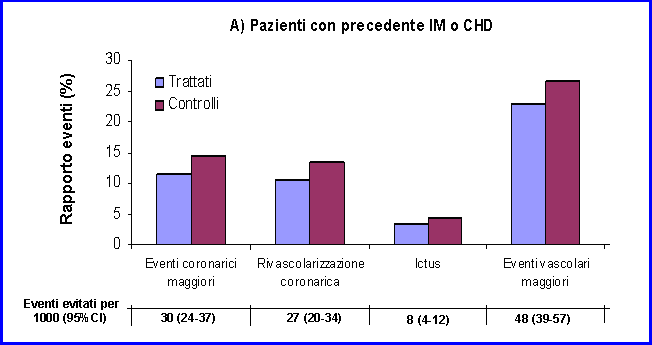 A) Pazienti con precedente IM o CHD
Rapporto eventi (%)
30
25
20
15
10
5
0
Trattati
Controlli
Eventi coronarici maggiori
Rivascolarizzazione coronarica
Ictus
Eventi vascolari maggiori
Eventi evitati per
1000 (95%CI)
30 (24-37)
27 (20-34)
8 (4-12)
48 (39-57)